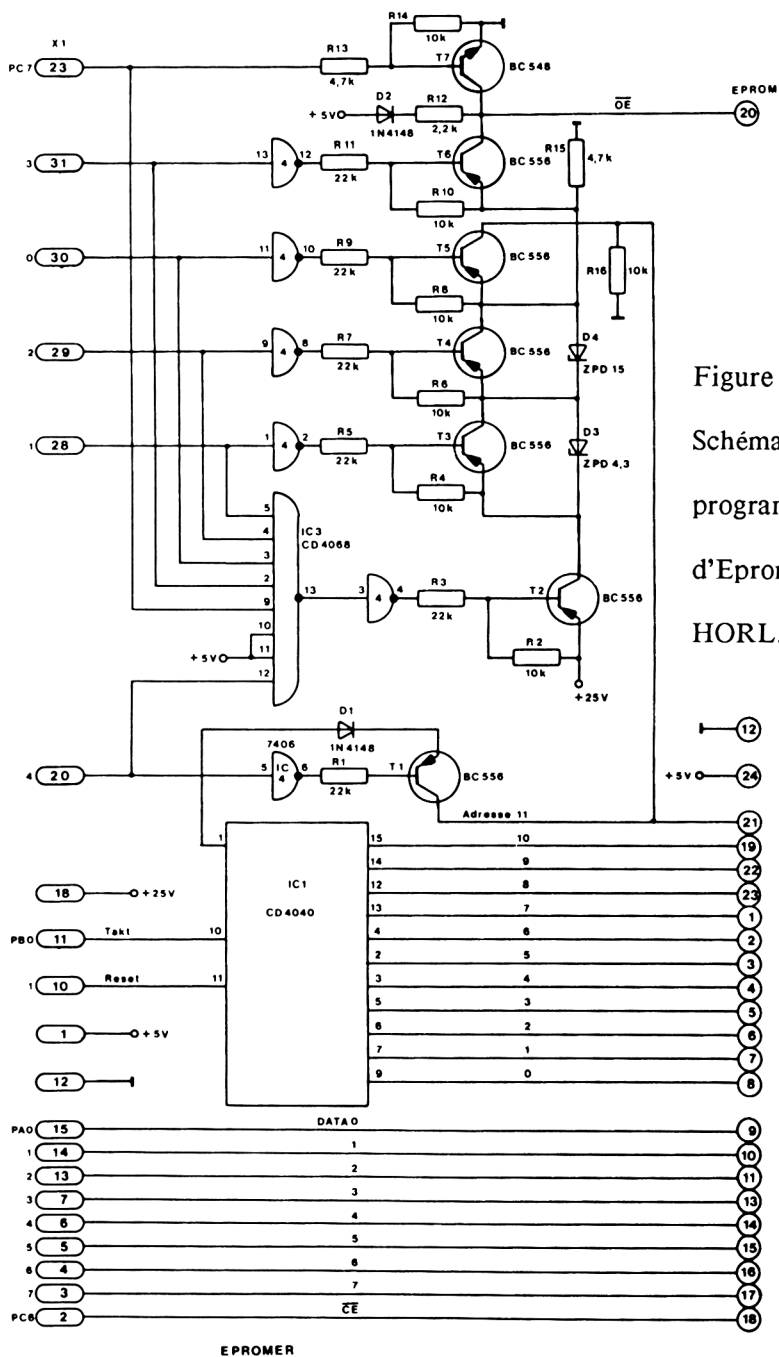 X1
PC7 23
R14
10k
R13
4,7k
T7
BC548
D2
+5V
1N4148
R12
2,2k
OE
EPROM
20
3 31
13 4 12
R11
22k
T6
BC556
R10
10k
R15
4,7k
0 30
11 4 10
R9
22k
T5
BC556
R8
10k
R16
10k
2 29
9 4 8
R7
22k
T4
BC556
R6
10k
D4
ZPD 15
1 28
1 4 2
R5
22k
T3
BC556
R4
10k
D3
ZPD 4,3
Figure
Schéma
program
d'Epron
HORL.
5
4
3
2
9
10
11
12
IC3
CD4068
13
+5V
3 4 4
R3
22k
T2
BC556
R2
10k
+25V
12
+5V 24
4 20
D1
1N4148
7406
5 IC 4 6
R1
22k
T1
BC556
Adresse 11 21
1
IC1
CD4040
15 10 19
14 9 22
12 8 23
13 7 1
4 6 2
2 5 3
3 4 4
5 3 5
6 2 6
7 1 7
9 0 8
18 +25V
PB0 11 Takt 10
1 10 Reset 11
1 +5V
12
PA0 15 DATA0 9
1 14 1 10
2 13 2 11
3 7 3 13
4 6 4 14
5 5 5 15
6 4 6 16
7 3 7 17
PC6 2 CE 18
EPROMER